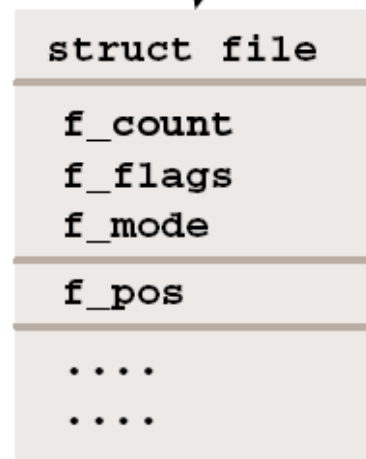 struct file
f_count
f_flags
f_mode
f_pos
....
....